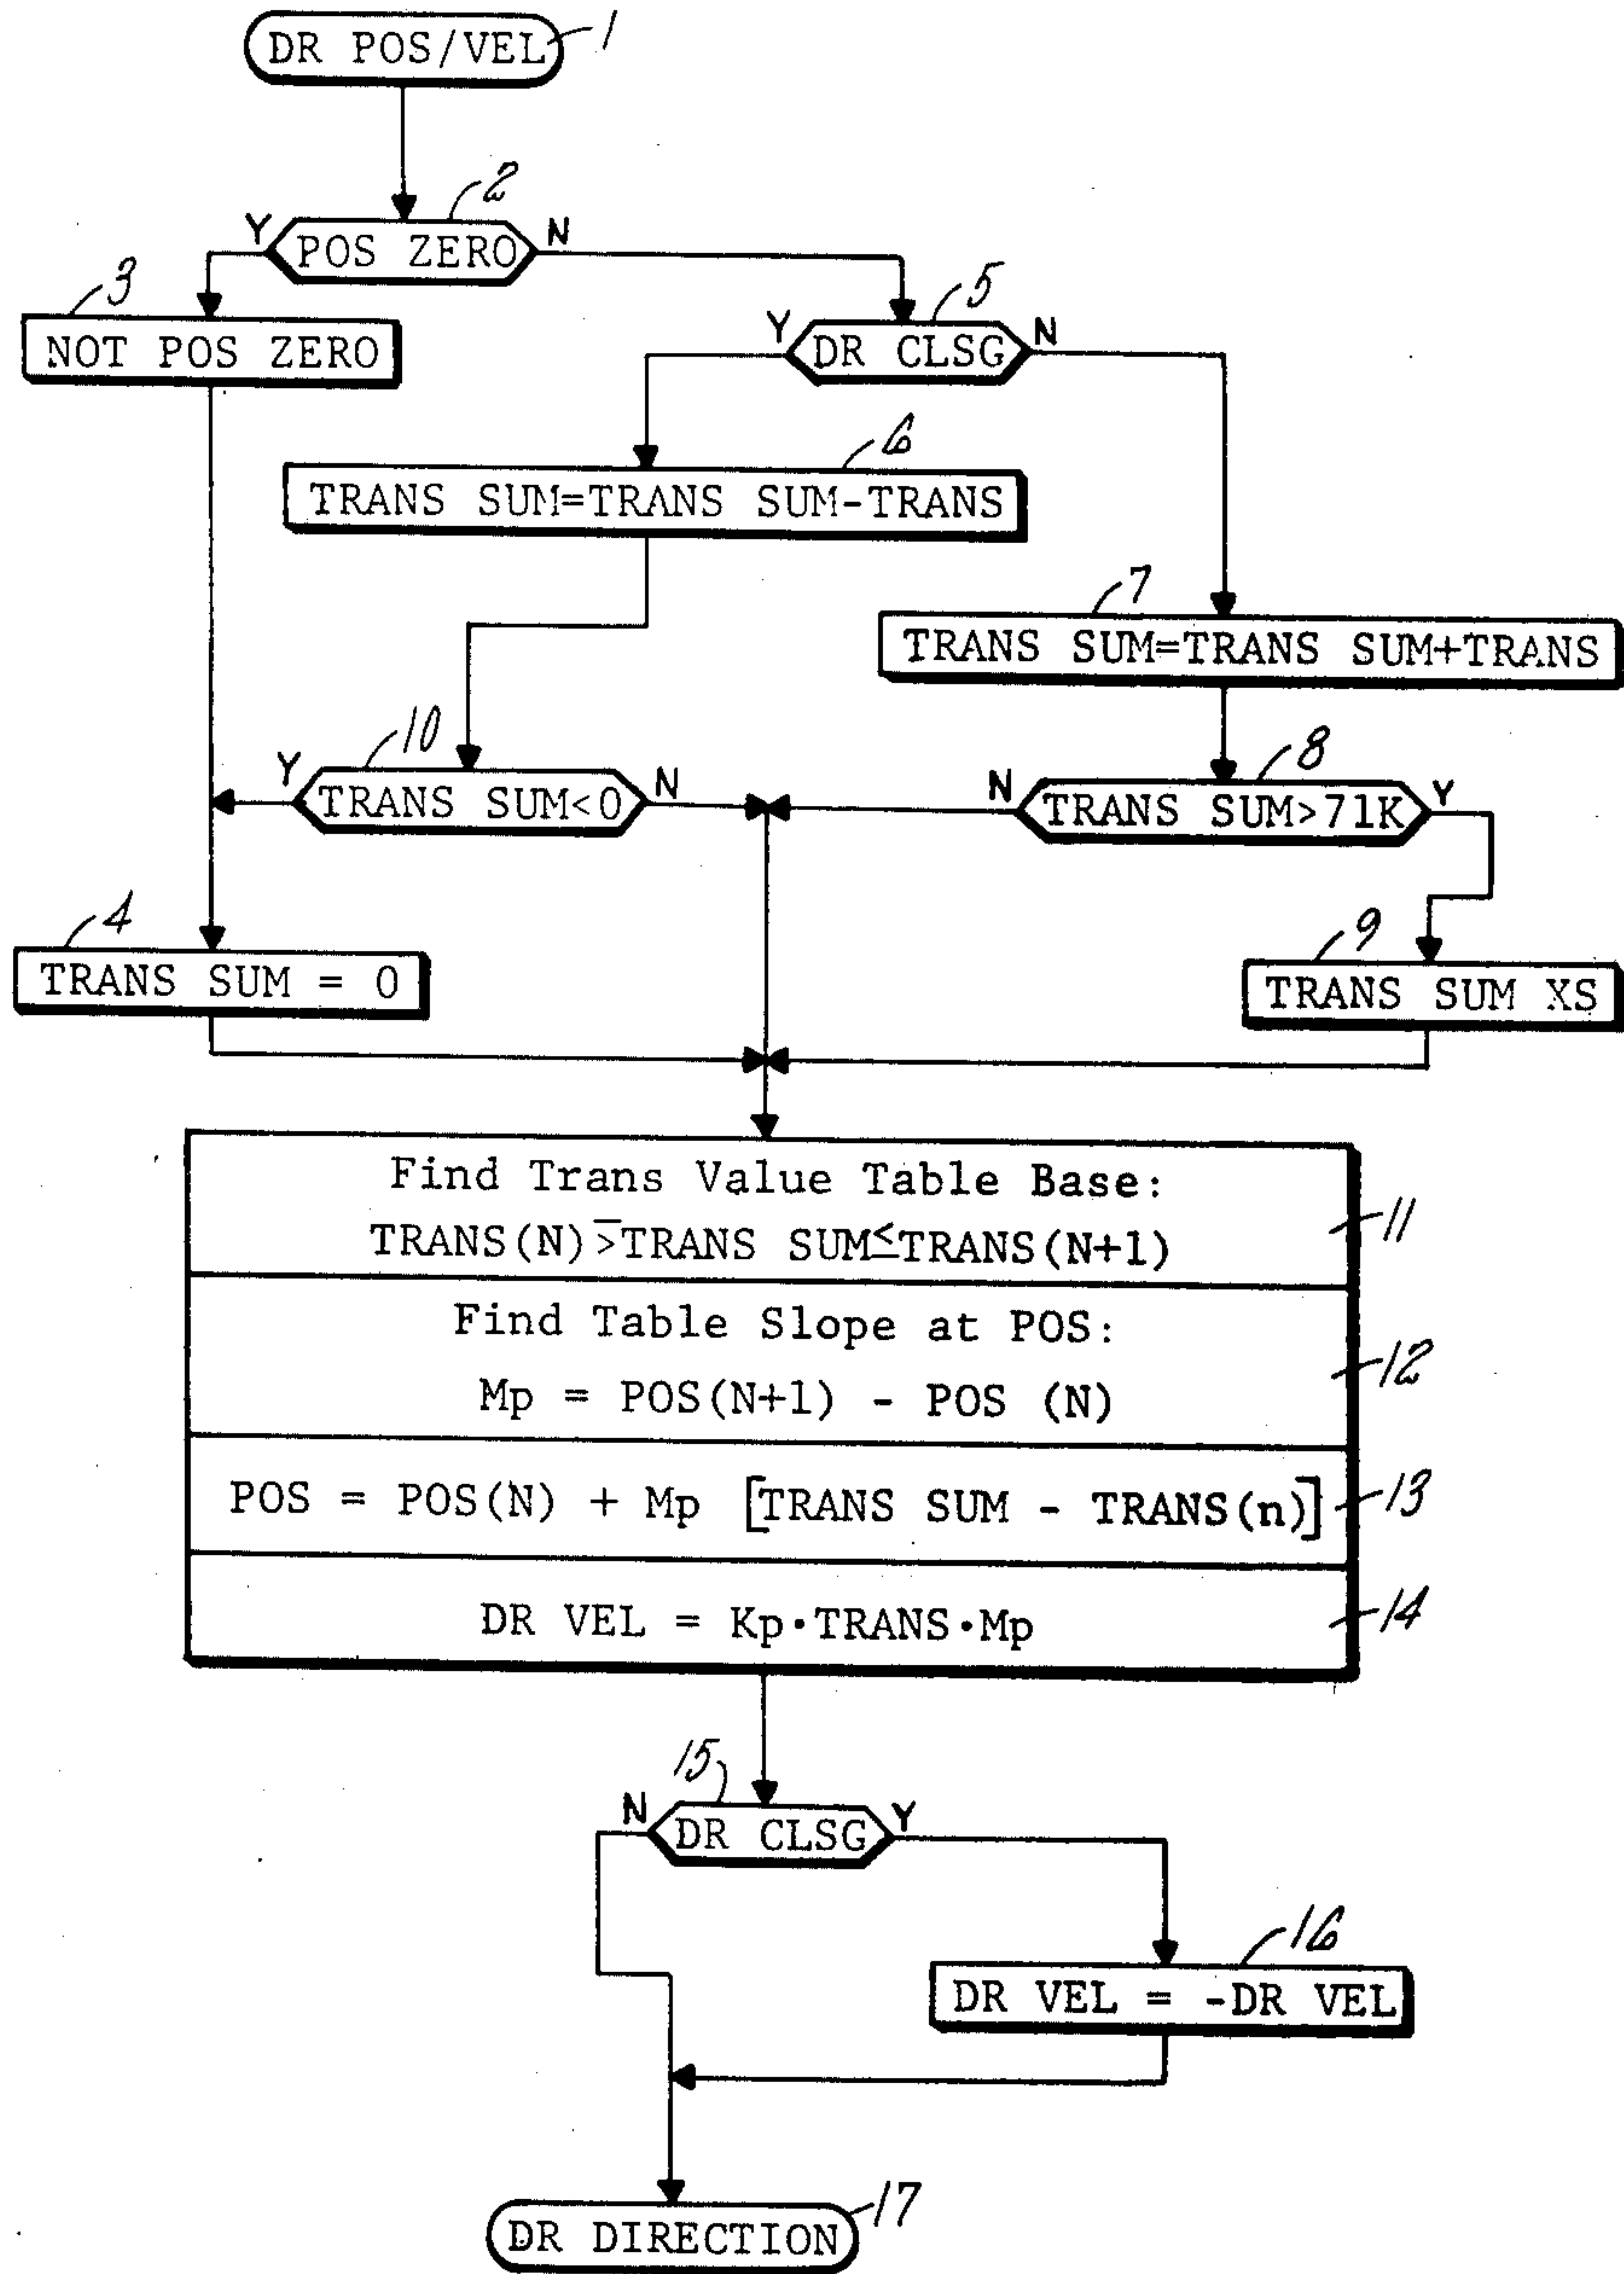 DR POS/VEL 1
2
Y POS ZERO N
3
NOT POS ZERO
5
Y DR CLSG N
6
TRANS SUM=TRANS SUM-TRANS
7
TRANS SUM=TRANS SUM+TRANS
10
Y TRANS SUM<0 N
8
N TRANS SUM>71K Y
4
TRANS SUM = 0
9
TRANS SUM XS
Find Trans Value Table Base:
TRANS(N)>̅TRANS SUM≤TRANS(N+1)
11
Find Table Slope at POS:
Mp = POS(N+1) - POS (N)
12
POS = POS(N) + Mp [TRANS SUM - TRANS(n)] 13
DR VEL = Kp·TRANS·Mp 14
15
N DR CLSG Y
16
DR VEL = -DR VEL
DR DIRECTION 17